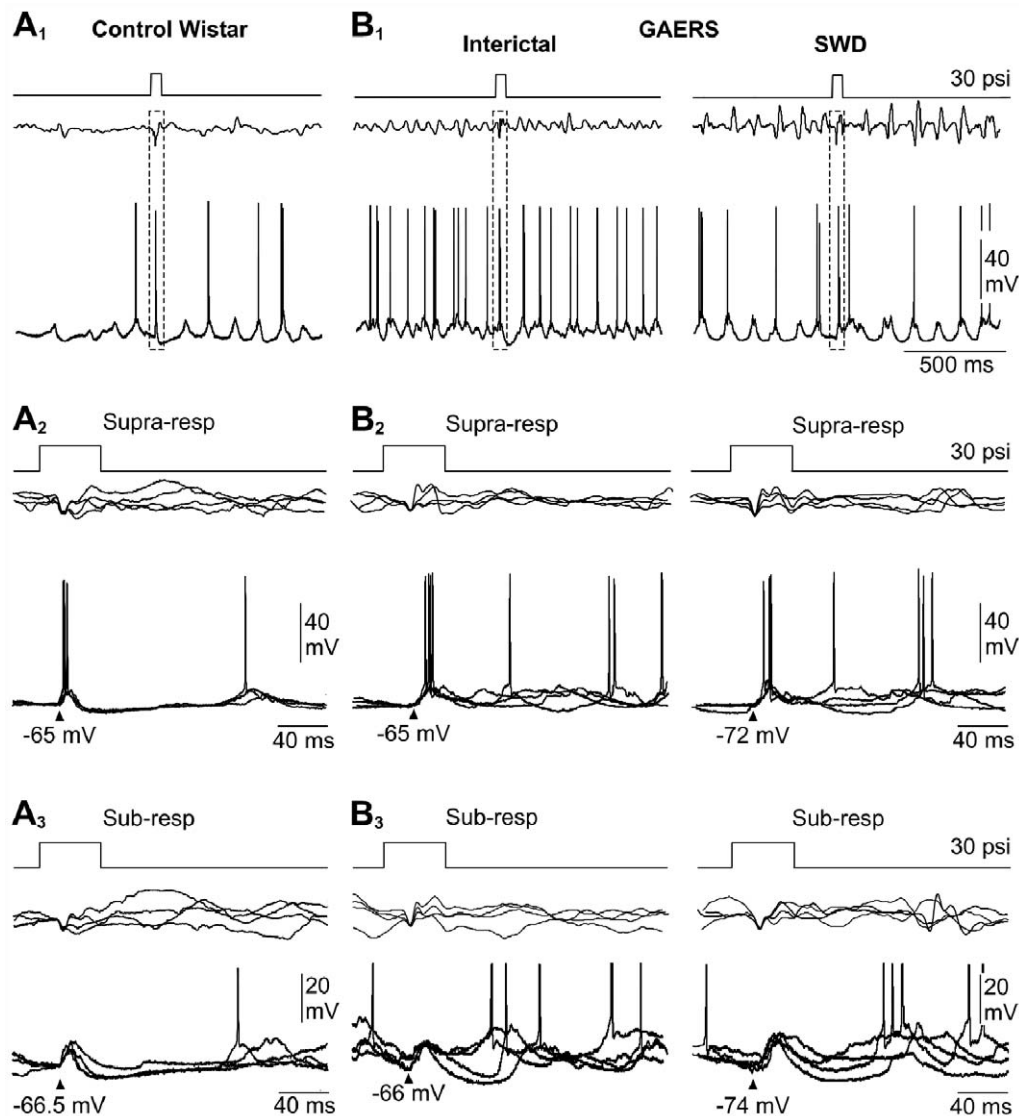 A1 Control Wistar
B1 GAERS
Interictal SWD
30 psi
40
mV
500 ms
A2 Supra-resp
B2 Supra-resp Supra-resp
30 psi
40
mV
40
mV
-65 mV
40 ms
-65 mV
-72 mV
40 ms
A3 Sub-resp
B3 Sub-resp Sub-resp
30 psi
20
mV
20
mV
-66.5 mV
40 ms
-66 mV
-74 mV
40 ms